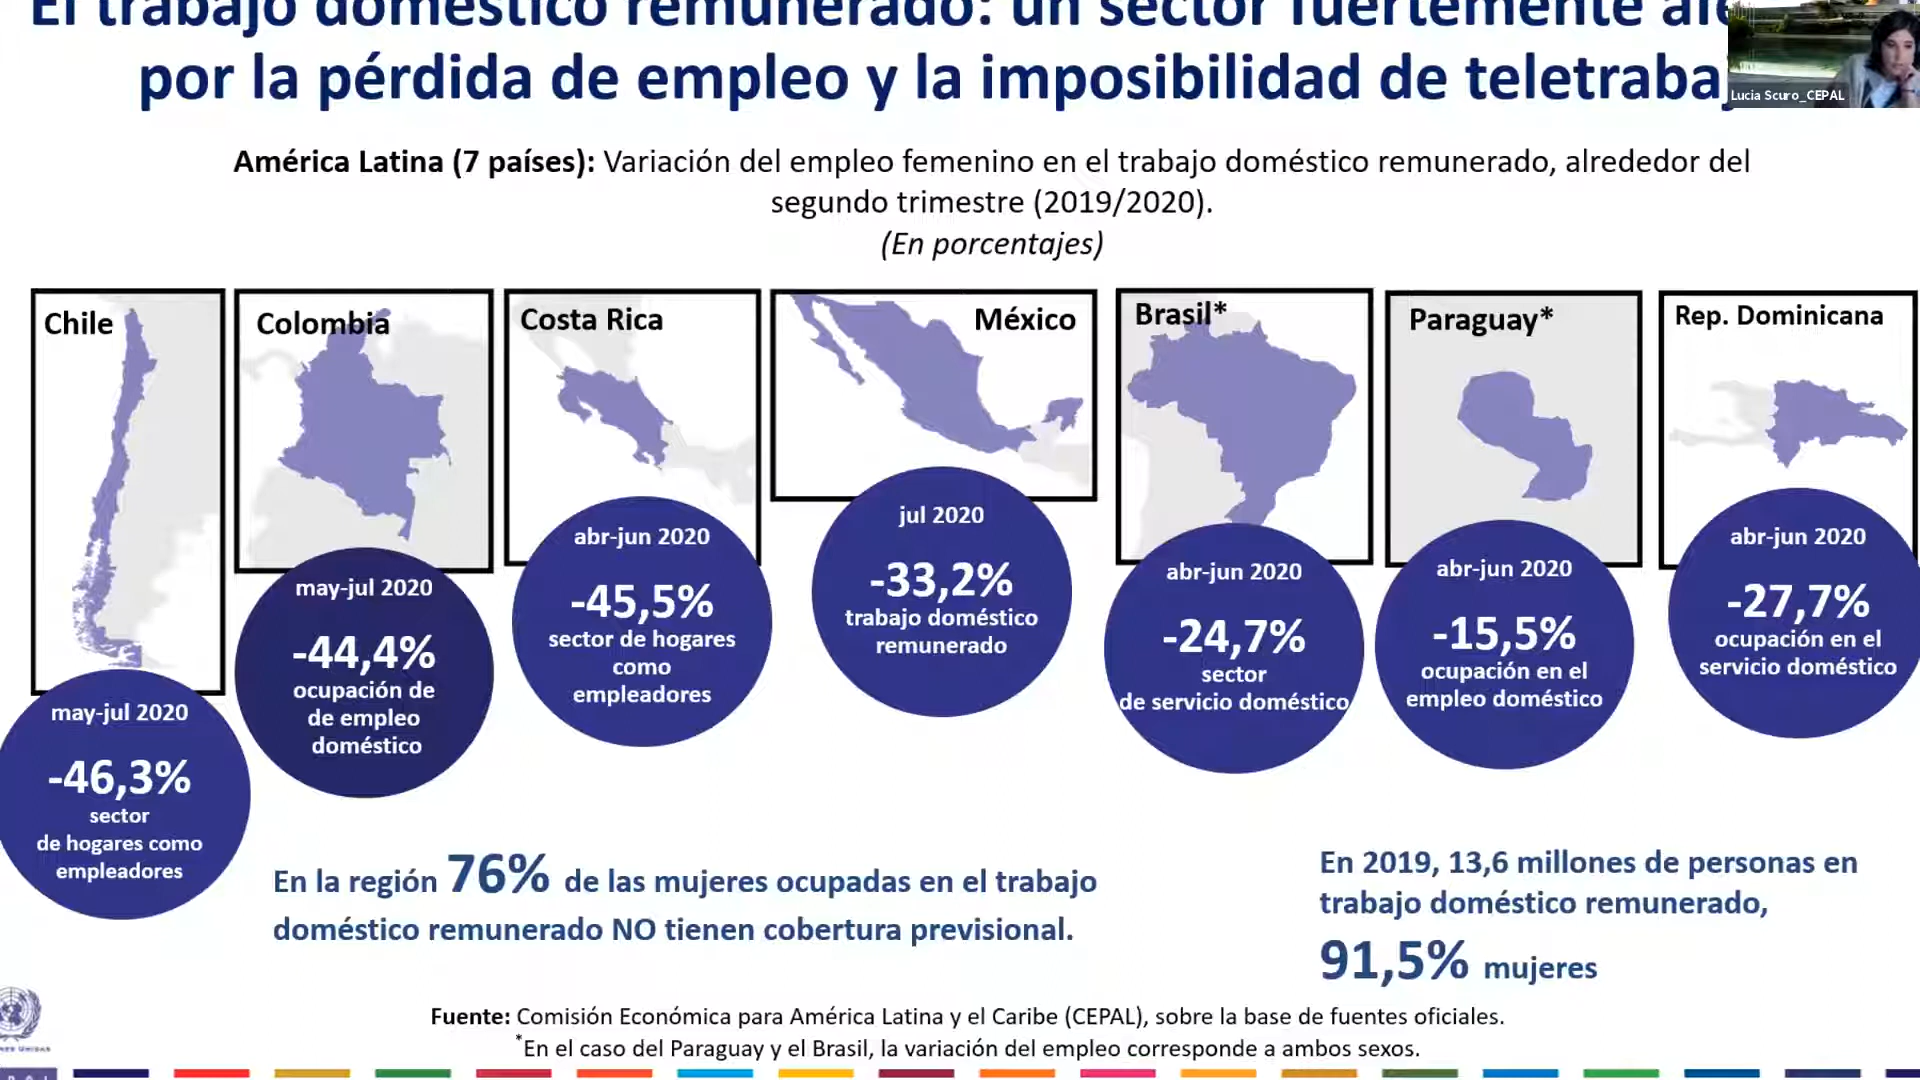 El trabajo doméstico remunerado: un sector fuertemente
por la pérdida de empleo y la imposibilidad de
Lucia Scuro_CEPAL
América Latina (7 países): Variación del empleo femenino en el trabajo doméstico remunerado, alrededor del
segundo trimestre (2019/2020).
(En porcentajes)
Chile
may-jul 2020
-46,3%
sector
de hogares como
empleadores
Colombia
may-jul 2020
-44,4%
ocupación de
de empleo
doméstico
Costa Rica
abr-jun 2020
-45,5%
sector de hogares
como
empleadores
México
jul 2020
-33,2%
trabajo doméstico
remunerado
Brasil*
abr-jun 2020
-24,7%
sector
de servicio doméstico
Paraguay*
abr-jun 2020
-15,5%
ocupación en el
empleo doméstico
Rep. Dominicana
abr-jun 2020
-27,7%
ocupación en el
servicio doméstico
En la región 76% de las mujeres ocupadas en el trabajo
doméstico remunerado NO tienen cobertura previsional.
En 2019, 13,6 millones de personas en
trabajo doméstico remunerado,
91,5% mujeres
Fuente: Comisión Económica para América Latina y el Caribe (CEPAL), sobre la base de fuentes oficiales.
*En el caso del Paraguay y el Brasil, la variación del empleo corresponde a ambos sexos.